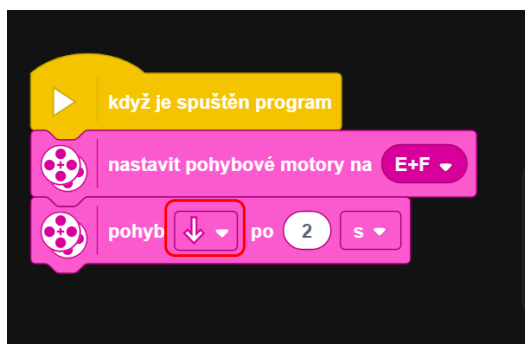 když je spuštěn program
nastavit pohybové motory na E+F
pohyb po 2 s